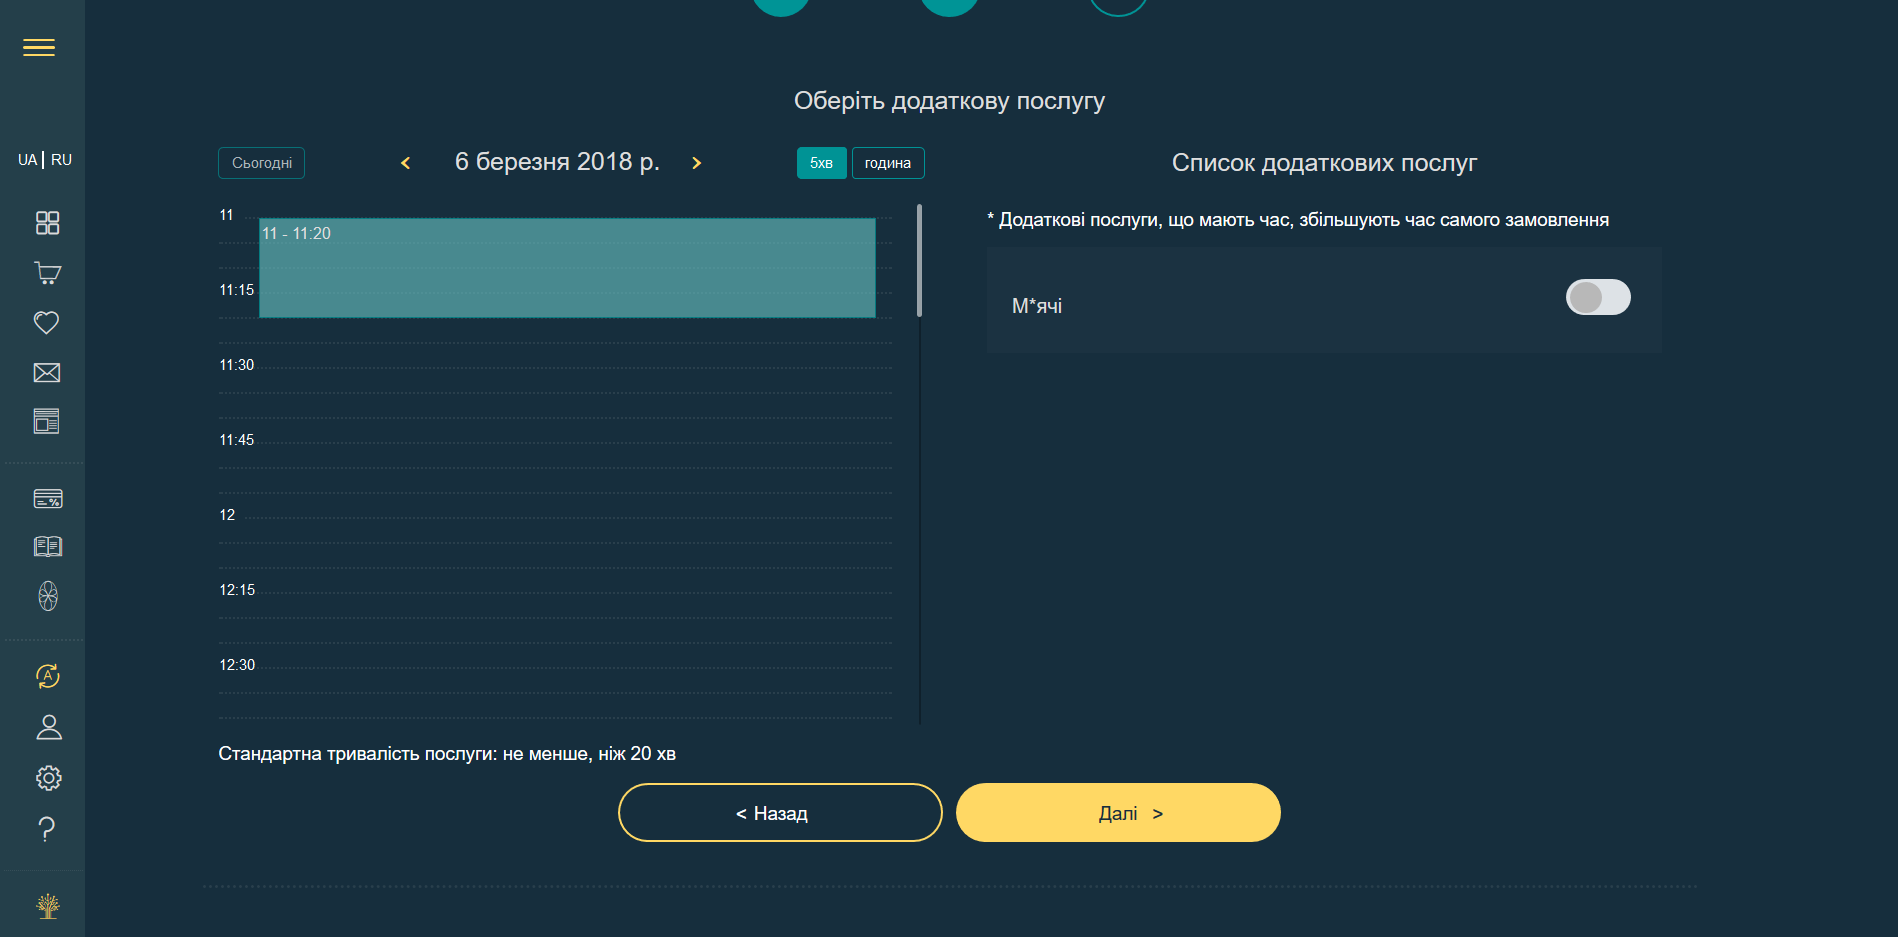 UA | RU
Оберіть додаткову послугу
Сьогодні
< 6 березня 2018 р. >
5хв
година
Список додаткових послуг
* Додаткові послуги, що мають час, збільшують час самого замовлення
М*ячі
11
11 - 11:20
11:15
11:30
11:45
12
12:15
12:30
Стандартна тривалість послуги: не менше, ніж 20 хв
< Назад
Далі >